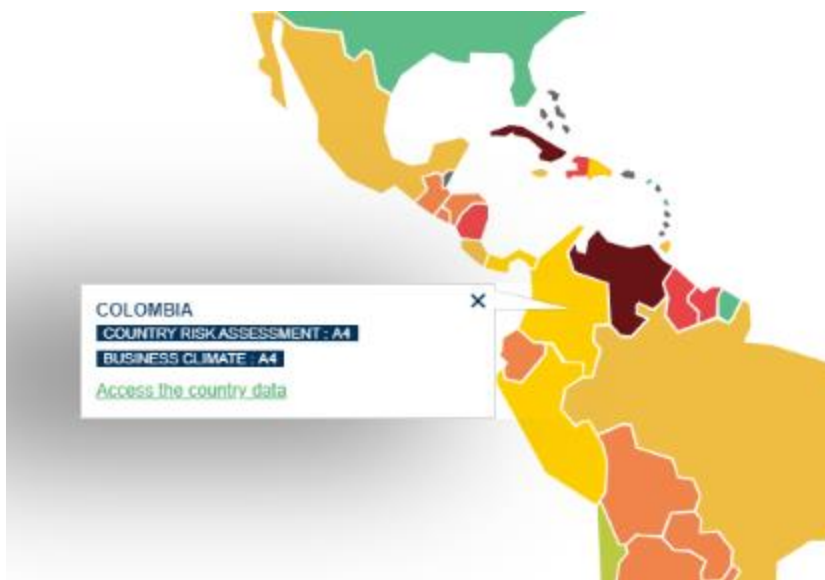 COLOMBIA
COUNTRY RISK ASSESSMENT : A4
BUSINESS CLIMATE : A4
Access the country data